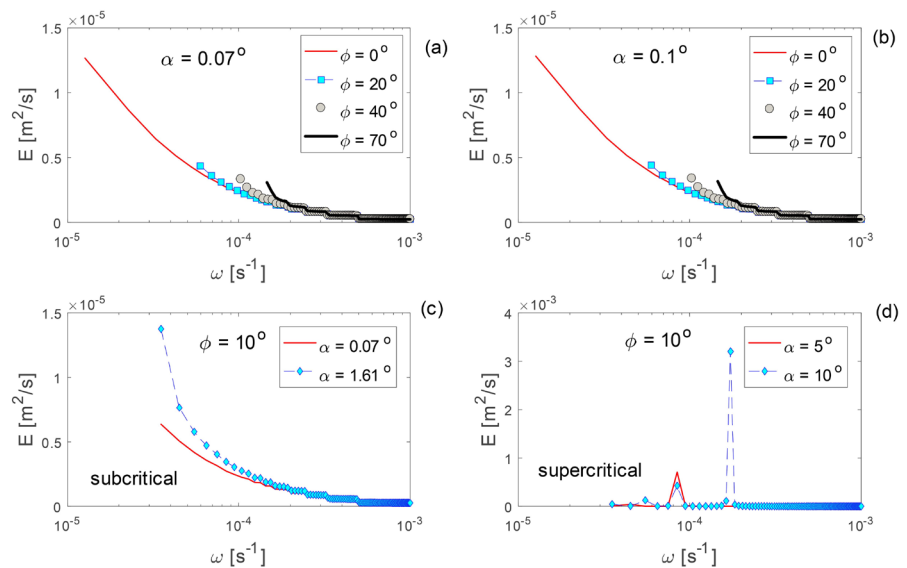 ×10⁻⁵
(a)
α = 0.07°
ϕ = 0°
ϕ = 20°
ϕ = 40°
ϕ = 70°
E [m²/s]
1.5
1
0.5
0
10⁻⁵
10⁻⁴
10⁻³
ω [s⁻¹]
×10⁻⁵
(b)
α = 0.1°
ϕ = 0°
ϕ = 20°
ϕ = 40°
ϕ = 70°
E [m²/s]
1.5
1
0.5
0
10⁻⁵
10⁻⁴
10⁻³
ω [s⁻¹]
×10⁻⁵
(c)
ϕ = 10°
α = 0.07°
α = 1.61°
E [m²/s]
1.5
1
0.5
0
subcritical
10⁻⁵
10⁻⁴
10⁻³
ω [s⁻¹]
×10⁻³
(d)
ϕ = 10°
α = 5°
α = 10°
E [m²/s]
4
3
2
1
0
supercritical
10⁻⁵
10⁻⁴
10⁻³
ω [s⁻¹]